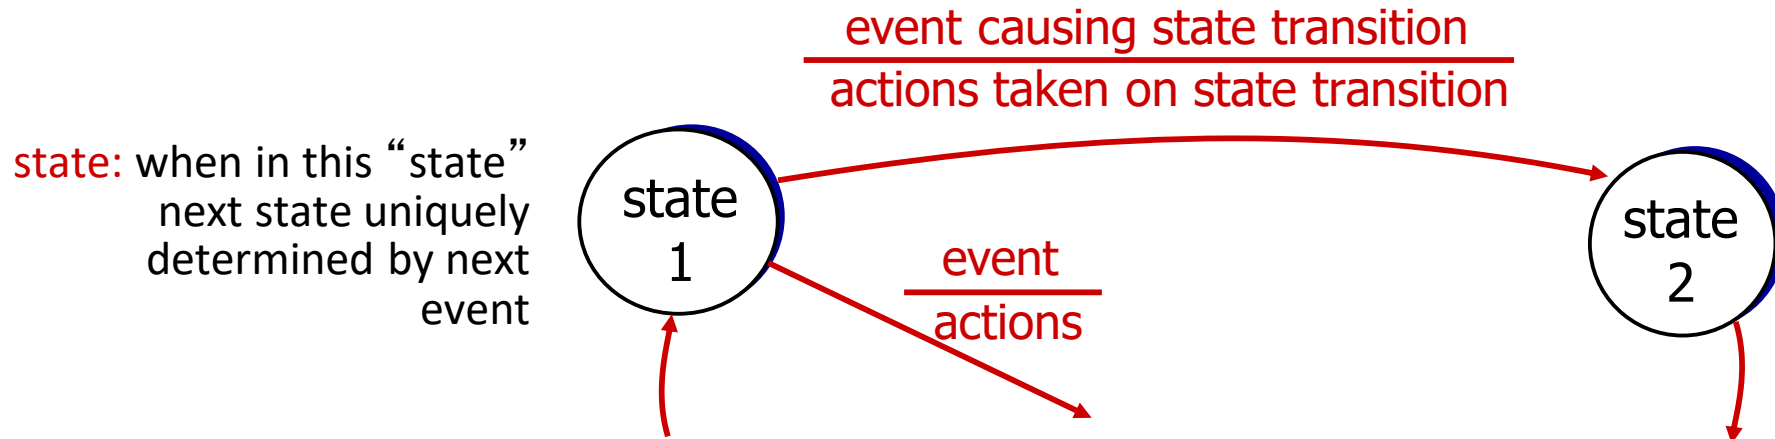 event causing state transition
actions taken on state transition
state: when in this “state”
next state uniquely
determined by next
event
state
1
event
actions
state
2